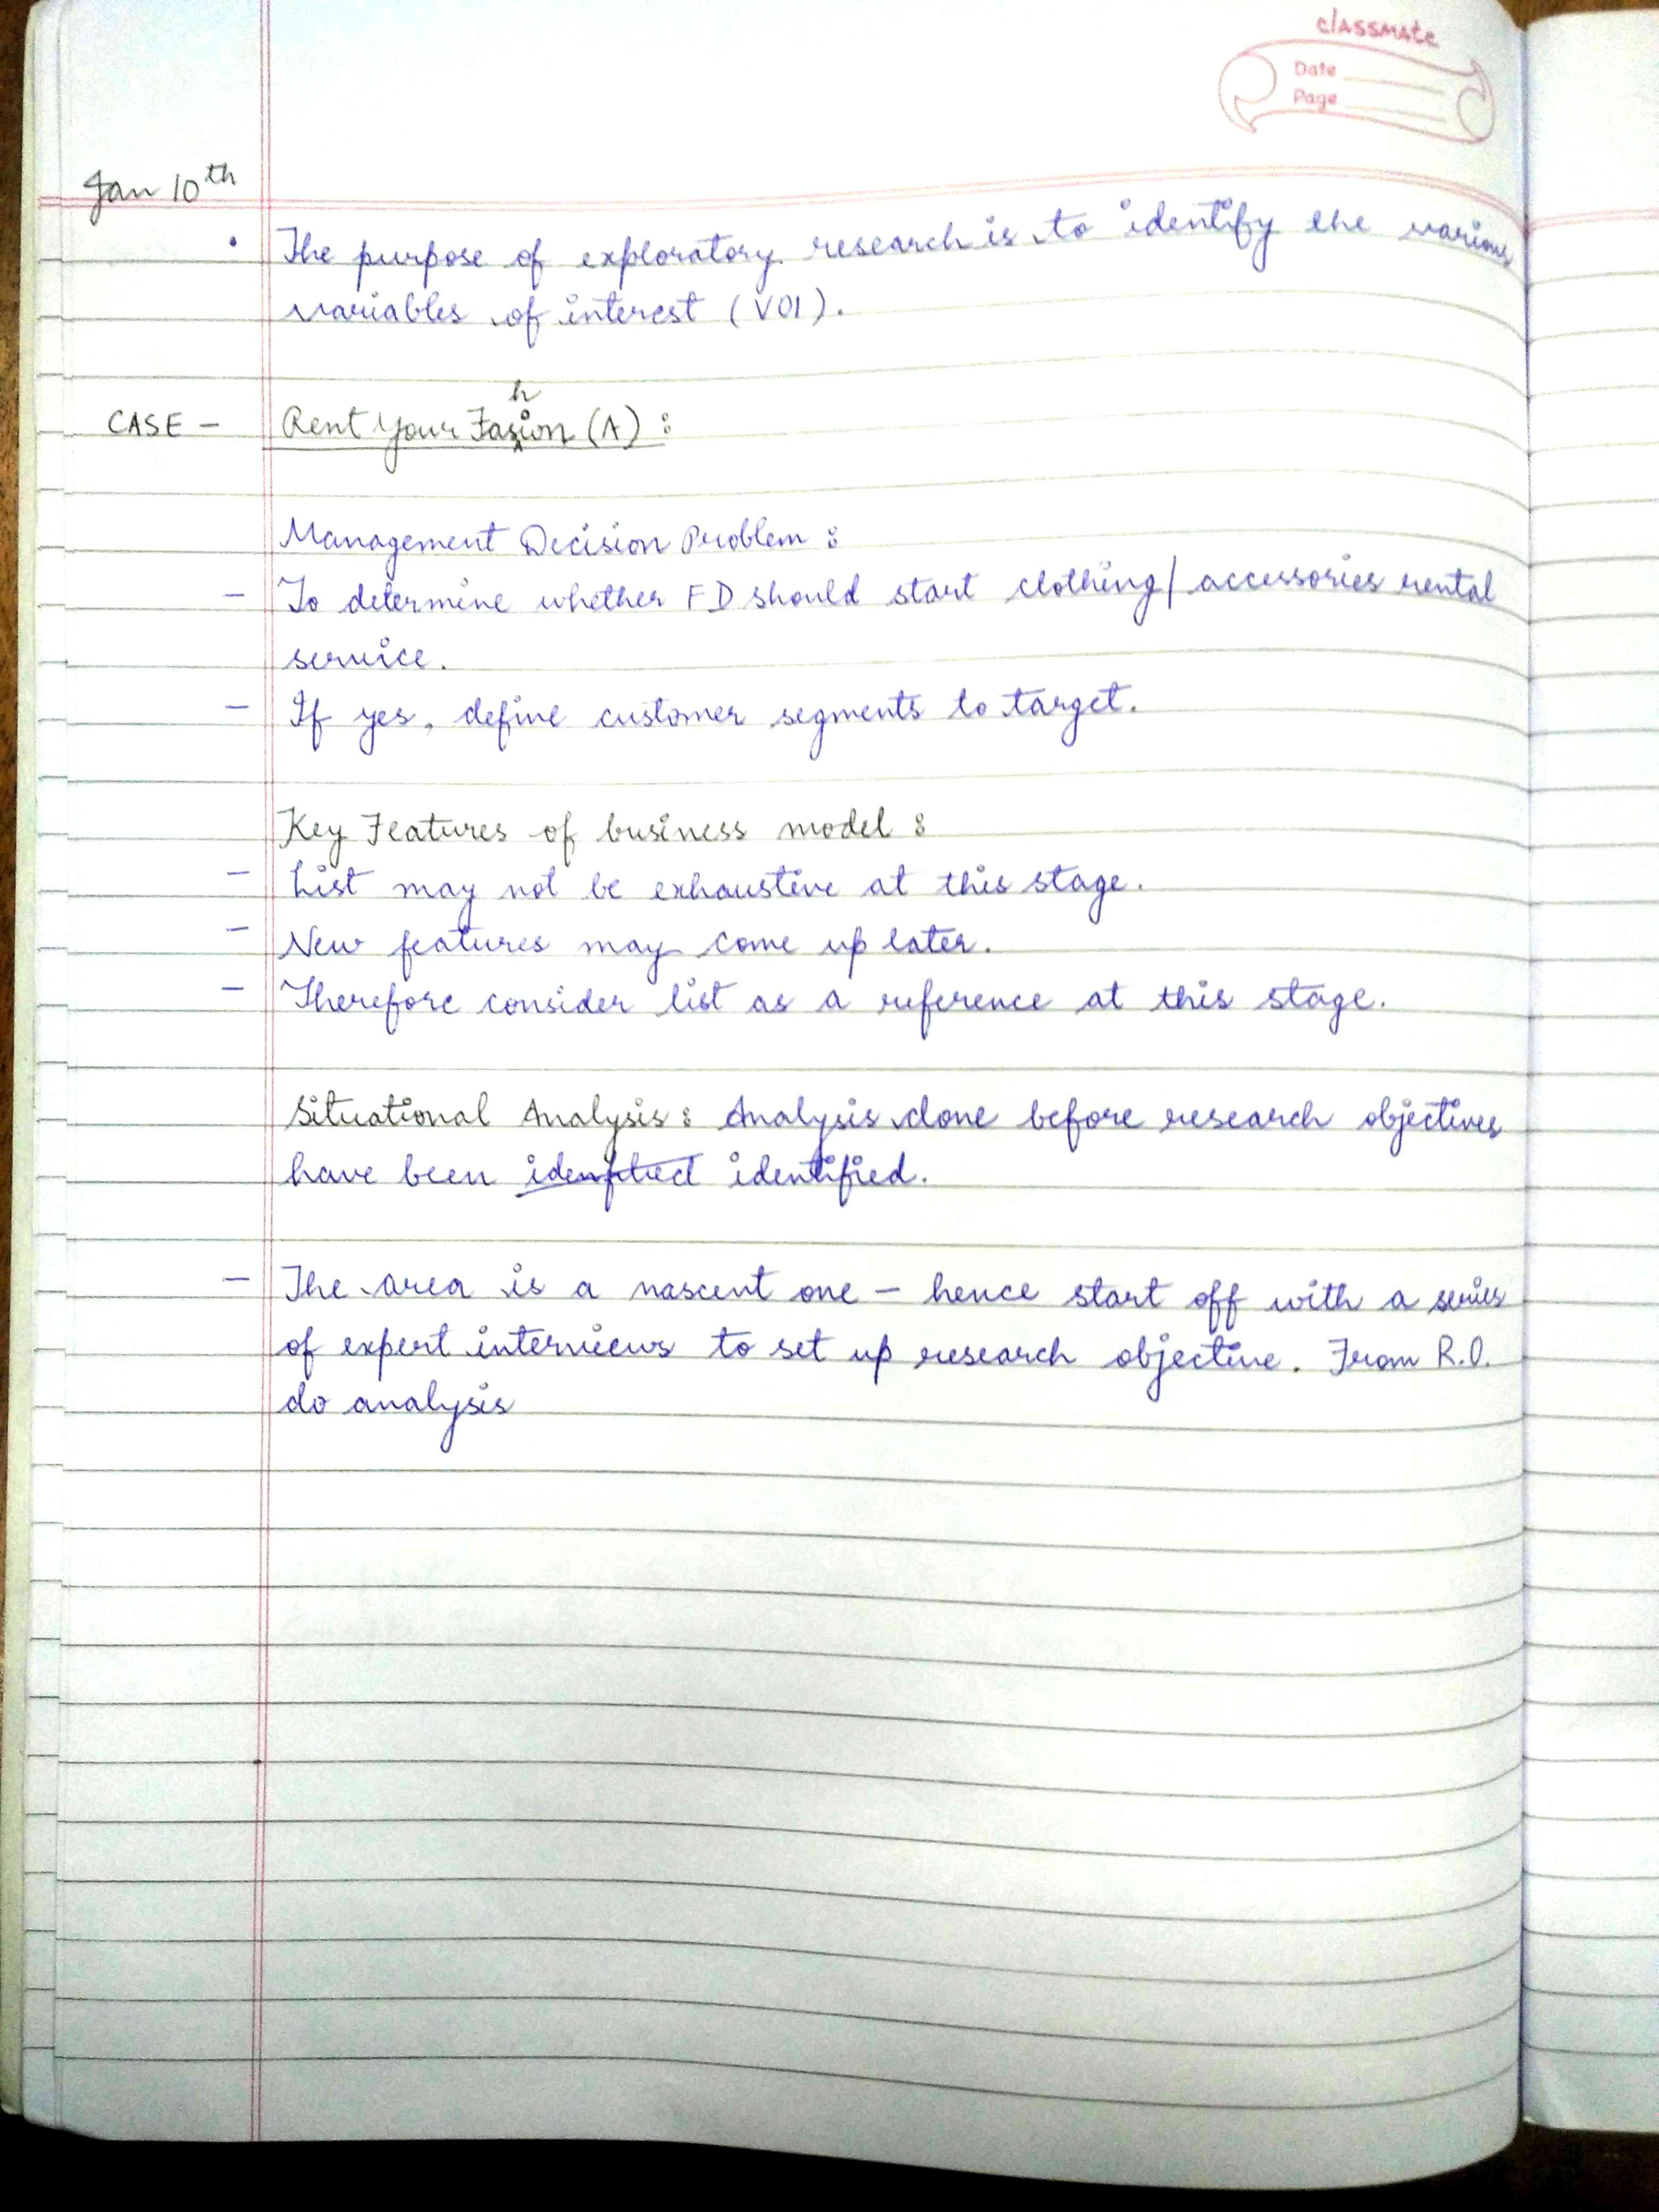 classmate
Date
Page
Jan 10th
• The purpose of exploratory research is to identify the various
variables of interest (VOI).
CASE - Rent Your Fashion (A) :
Management Decision Problem :
- To determine whether FD should start clothing/accessories rental
service.
- If yes, define customer segments to target.
Key Features of business model :
- List may not be exhaustive at this stage.
- New features may come up later.
- Therefore consider list as a reference at this stage.
Situational Analysis : Analysis done before research objectives
have been identified.
- The area is a nascent one - hence start off with a series
of expert interviews to set up research objective. From R.O.
do analysis